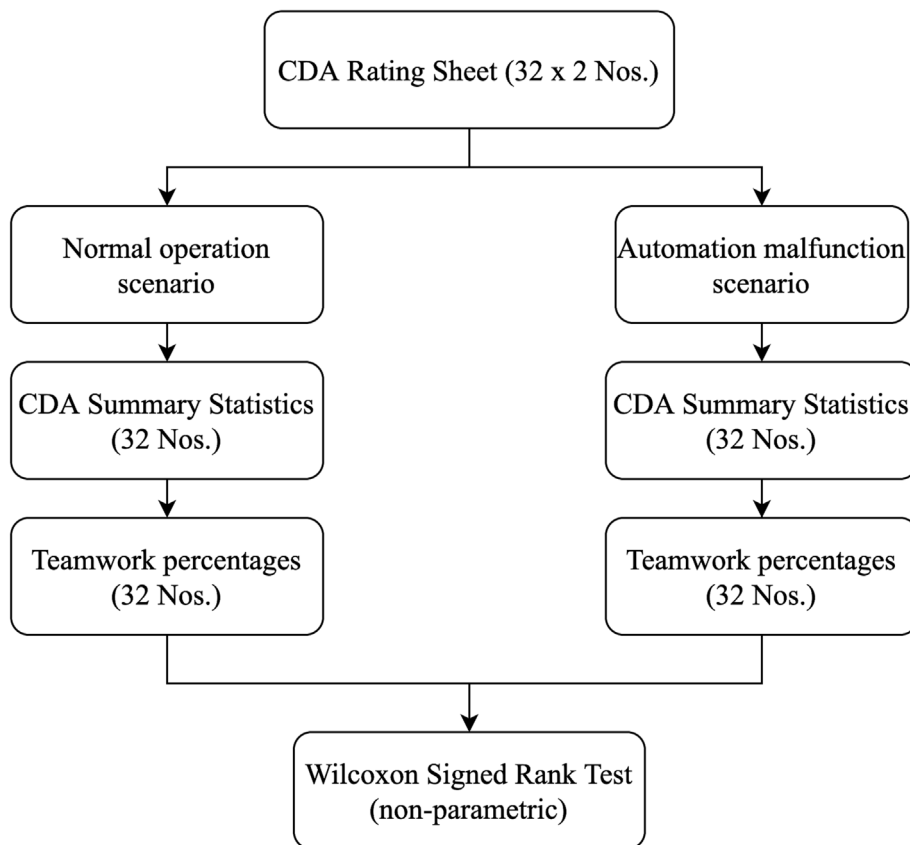 CDA Rating Sheet (32 x 2 Nos.)
Normal operation
scenario
Automation malfunction
scenario
CDA Summary Statistics
(32 Nos.)
CDA Summary Statistics
(32 Nos.)
Teamwork percentages
(32 Nos.)
Teamwork percentages
(32 Nos.)
Wilcoxon Signed Rank Test
(non-parametric)